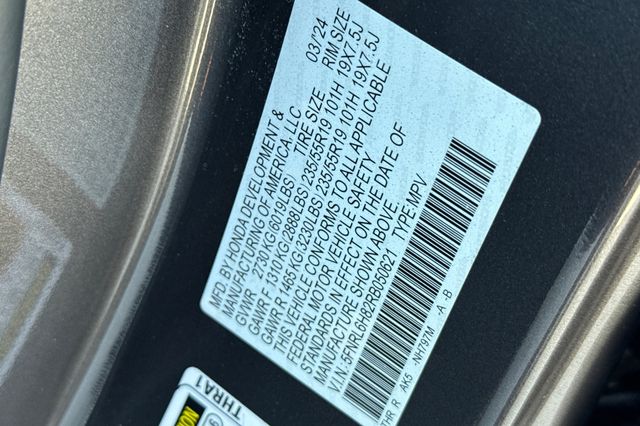 MFD. BY HONDA DEVELOPMENT &
MANUFACTURING OF AMERICA, LLC 03/'24
GVWR 2730KG(6019LBS) TIRE SIZE RIM SIZE
GAWR F 1310KG(2888LBS)235/55R19 101H 19X7.5J
GAWR R 1465KG(3230LBS)235/55R19 101H 19X7.5J
THIS VEHICLE CONFORMS TO ALL APPLICABLE
FEDERAL MOTOR VEHICLE SAFETY
STANDARDS IN EFFECT ON THE DATE OF
MANUFACTURE SHOWN ABOVE.
V.I.N.: 5FNRL6H82RB050621 TYPE:MPV
THR R AK5 NH797M -A -B
THRA1